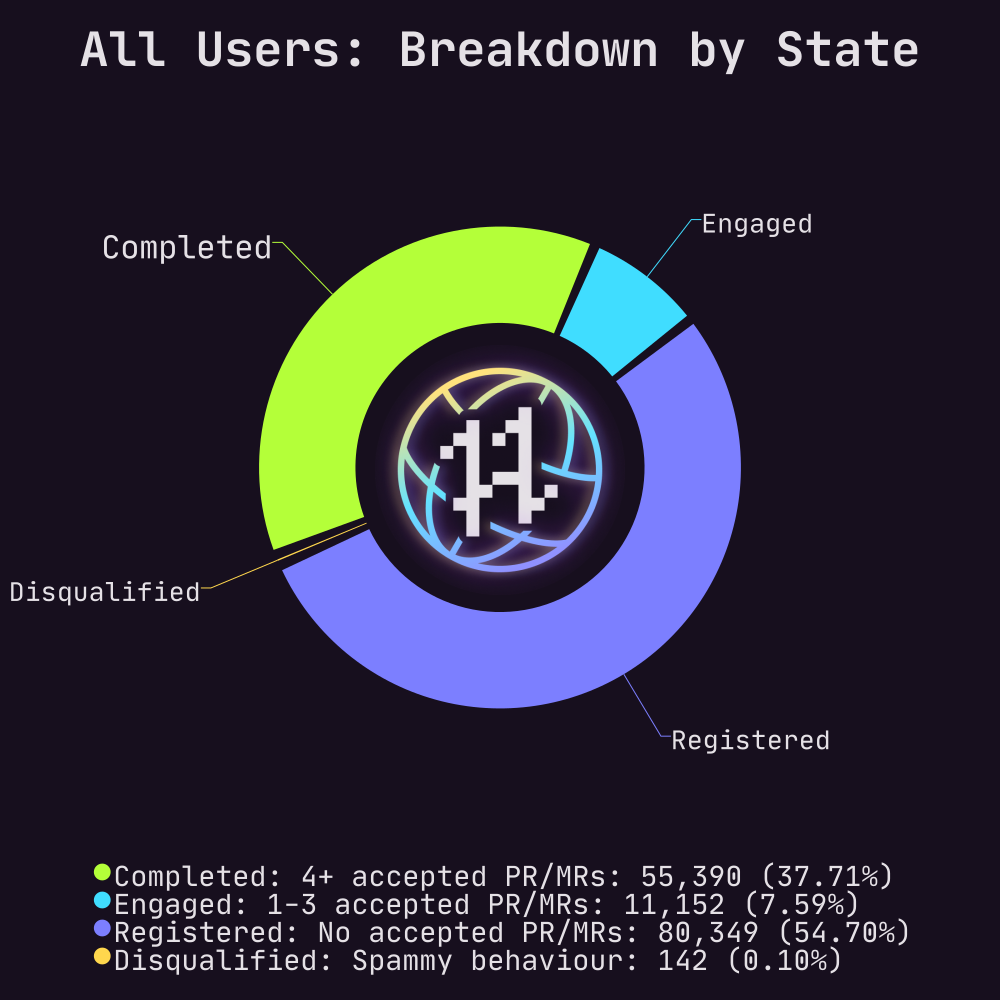 All Users: Breakdown by State
Engaged
Completed
Disqualified
Registered
Completed: 4+ accepted PR/MRs: 55,390 (37.71%)
Engaged: 1-3 accepted PR/MRs: 11,152 (7.59%)
Registered: No accepted PR/MRs: 80,349 (54.70%)
Disqualified: Spammy behaviour: 142 (0.10%)